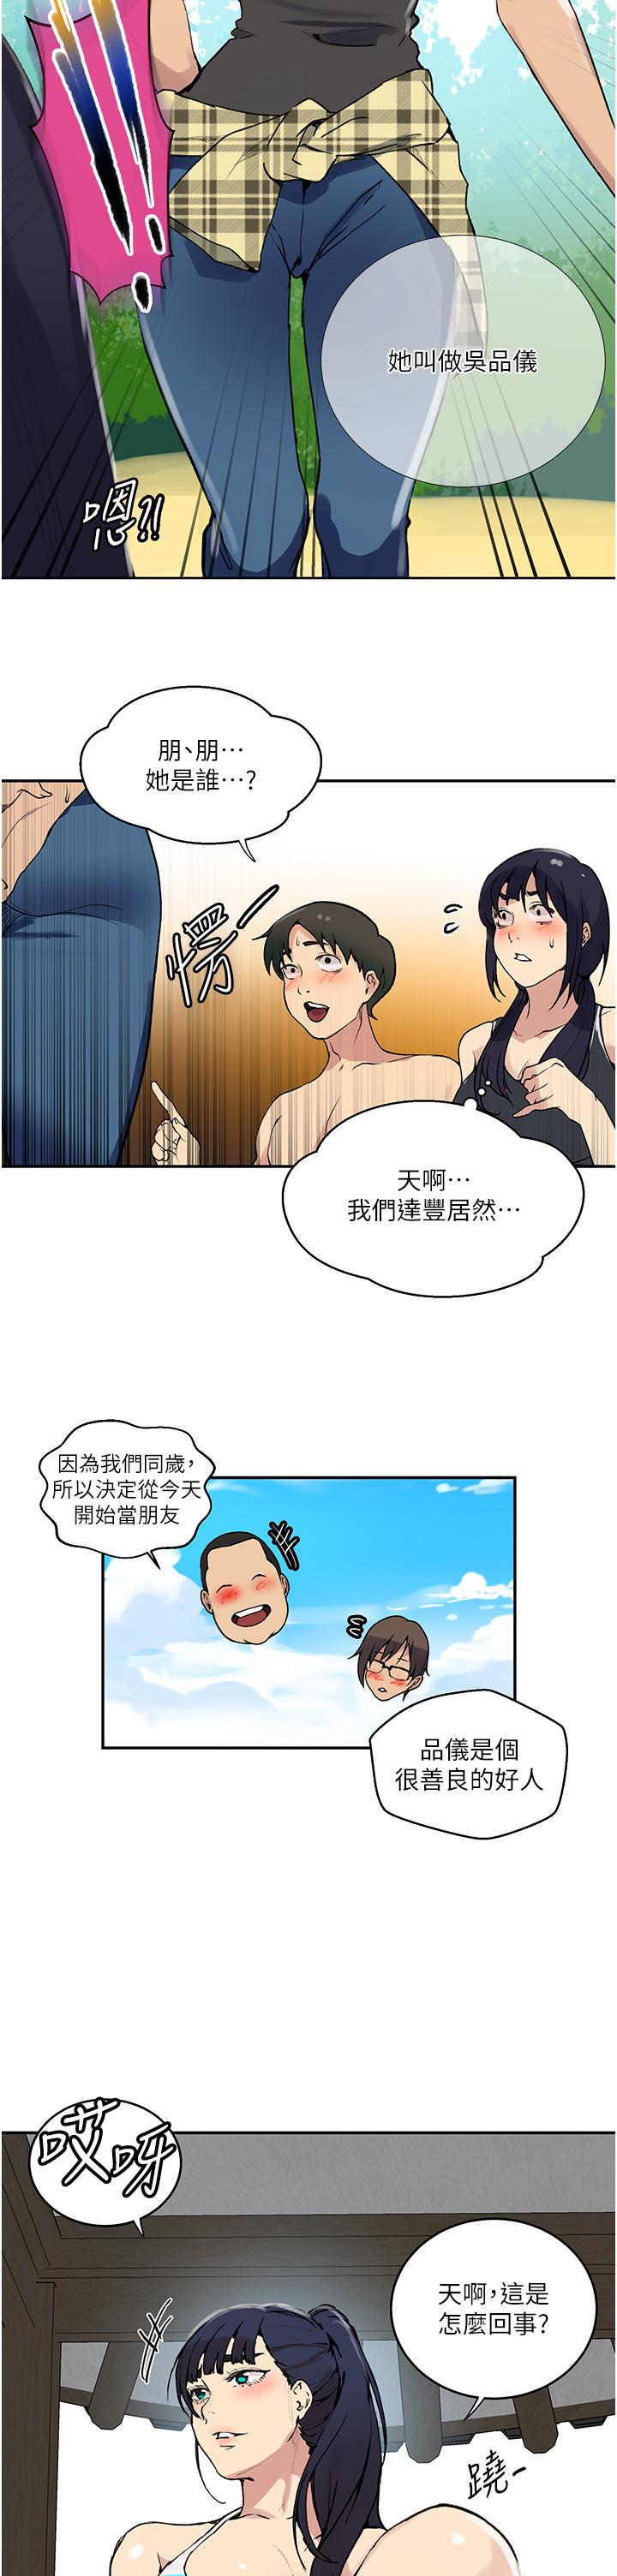 她叫做吳品儀
嗯?!
朋、朋⋯
她是誰⋯?
愣
天啊⋯
我們達豐居然⋯
因為我們同歲，
所以決定從今天
開始當朋友
品儀是個
很善良的好人
哎呀
天啊，這是
怎麼回事?
蹺~